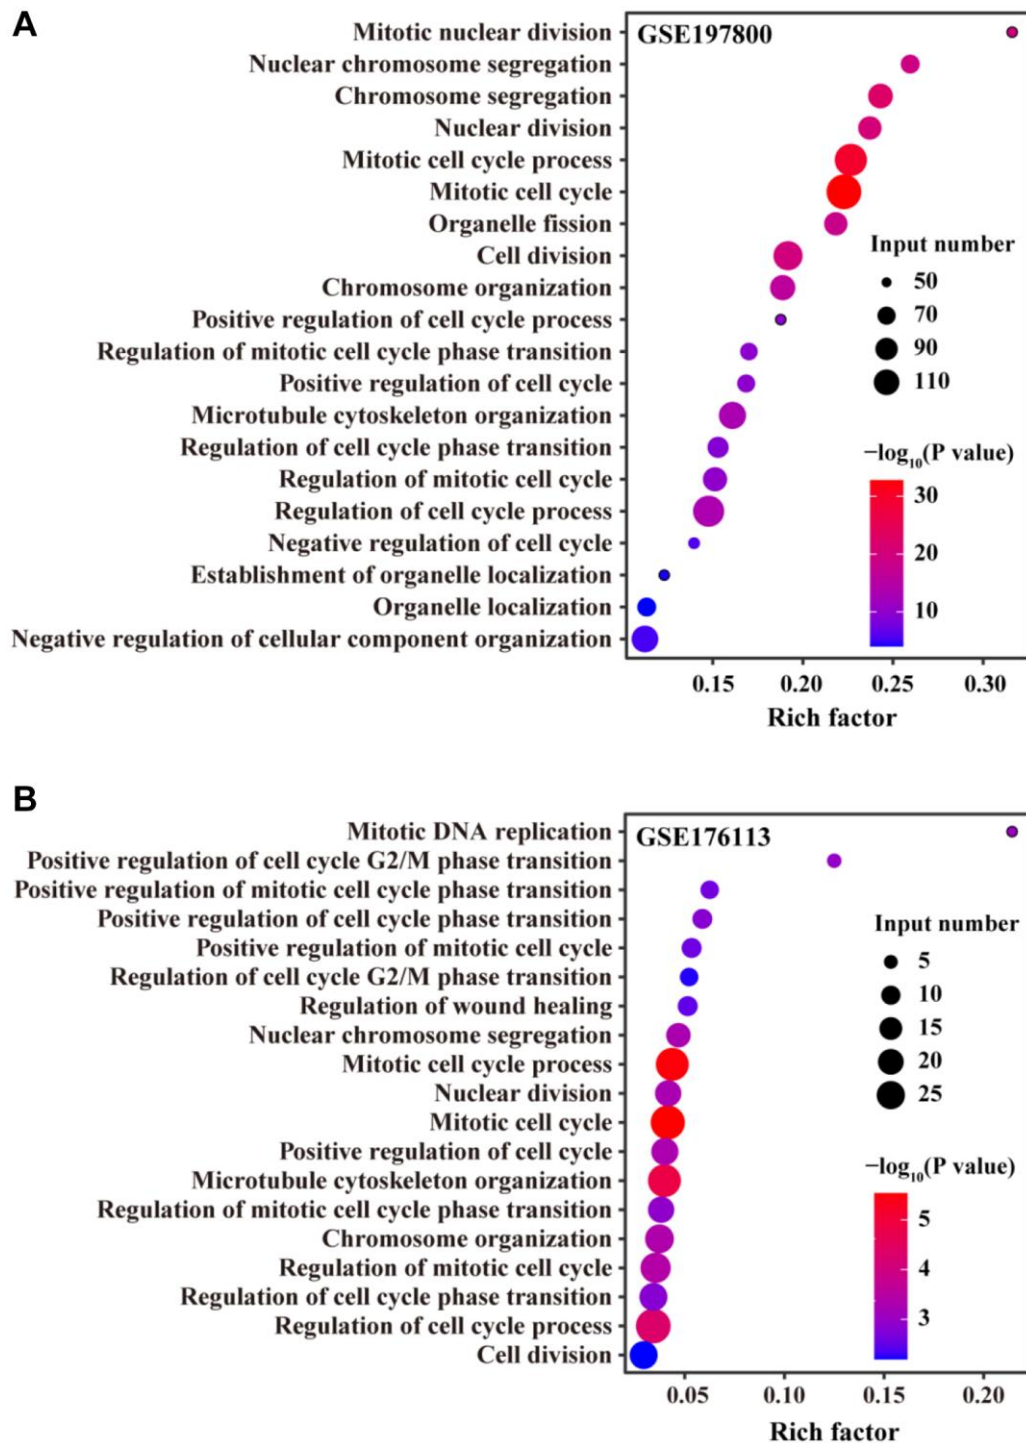 A
GSE197800
Mitotic nuclear division
Nuclear chromosome segregation
Chromosome segregation
Nuclear division
Mitotic cell cycle process
Mitotic cell cycle
Organelle fission
Cell division
Chromosome organization
Positive regulation of cell cycle process
Regulation of mitotic cell cycle phase transition
Positive regulation of cell cycle
Microtubule cytoskeleton organization
Regulation of cell cycle phase transition
Regulation of mitotic cell cycle
Regulation of cell cycle process
Negative regulation of cell cycle
Establishment of organelle localization
Organelle localization
Negative regulation of cellular component organization
Input number
50
70
90
110
−log10(P value)
30
20
10
0.15 0.20 0.25 0.30
Rich factor
B
GSE176113
Mitotic DNA replication
Positive regulation of cell cycle G2/M phase transition
Positive regulation of mitotic cell cycle phase transition
Positive regulation of cell cycle phase transition
Positive regulation of mitotic cell cycle
Regulation of cell cycle G2/M phase transition
Regulation of wound healing
Nuclear chromosome segregation
Mitotic cell cycle process
Nuclear division
Mitotic cell cycle
Positive regulation of cell cycle
Microtubule cytoskeleton organization
Regulation of mitotic cell cycle phase transition
Chromosome organization
Regulation of mitotic cell cycle
Regulation of cell cycle phase transition
Regulation of cell cycle process
Cell division
Input number
5
10
15
20
25
−log10(P value)
5
4
3
0.05 0.10 0.15 0.20
Rich factor